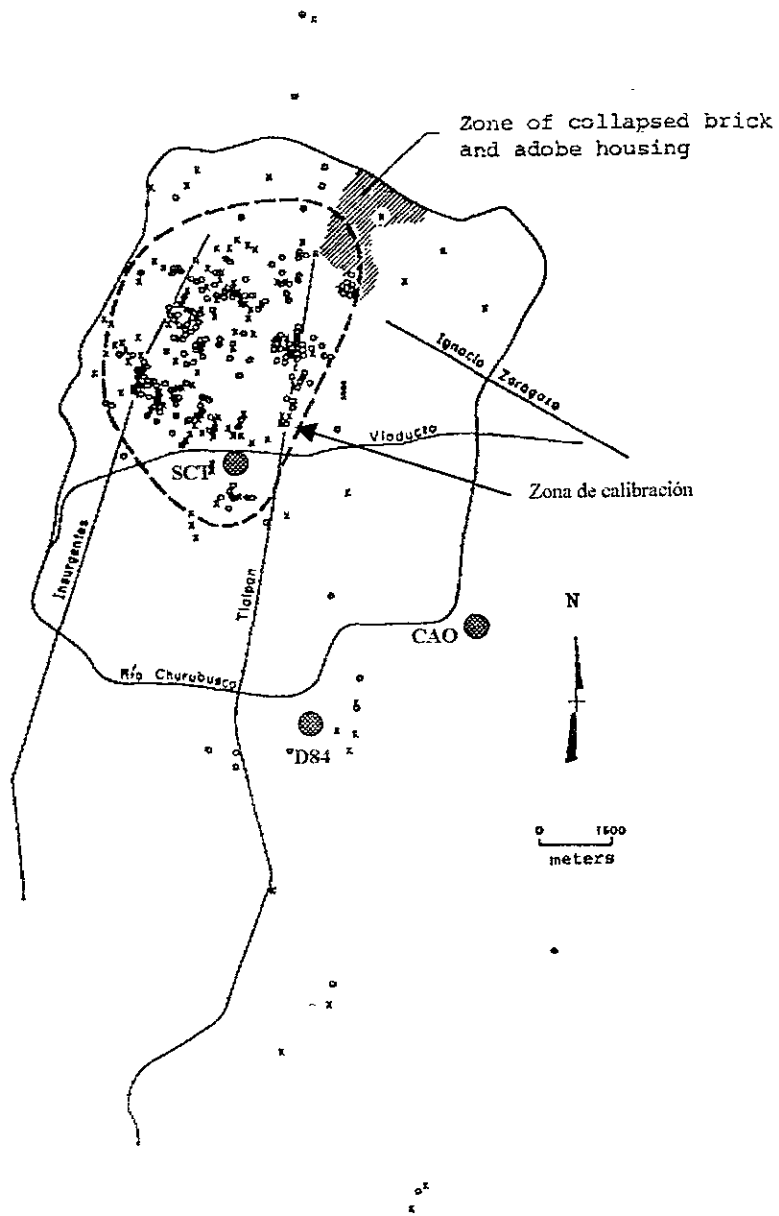 Zone of collapsed brick
and adobe housing
Ignacio Zaragoza
Viaducto
SCT
Zona de calibración
Insurgentes
Tlalpan
N
CAO
Río Churubusco
D84
0 1500
meters